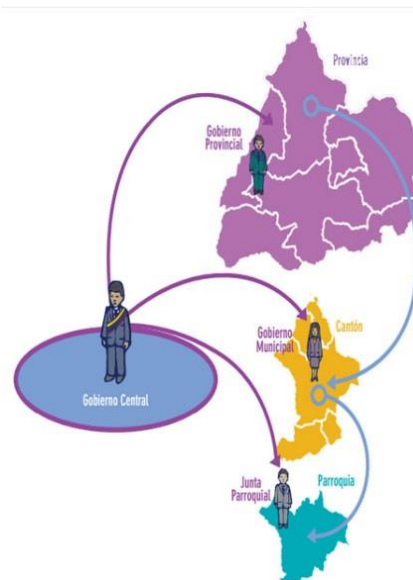 Provincia
Gobierno
Provincial
Gobierno
Municipal
Cantón
Gobierno Central
Junta
Parroquial
Parroquia